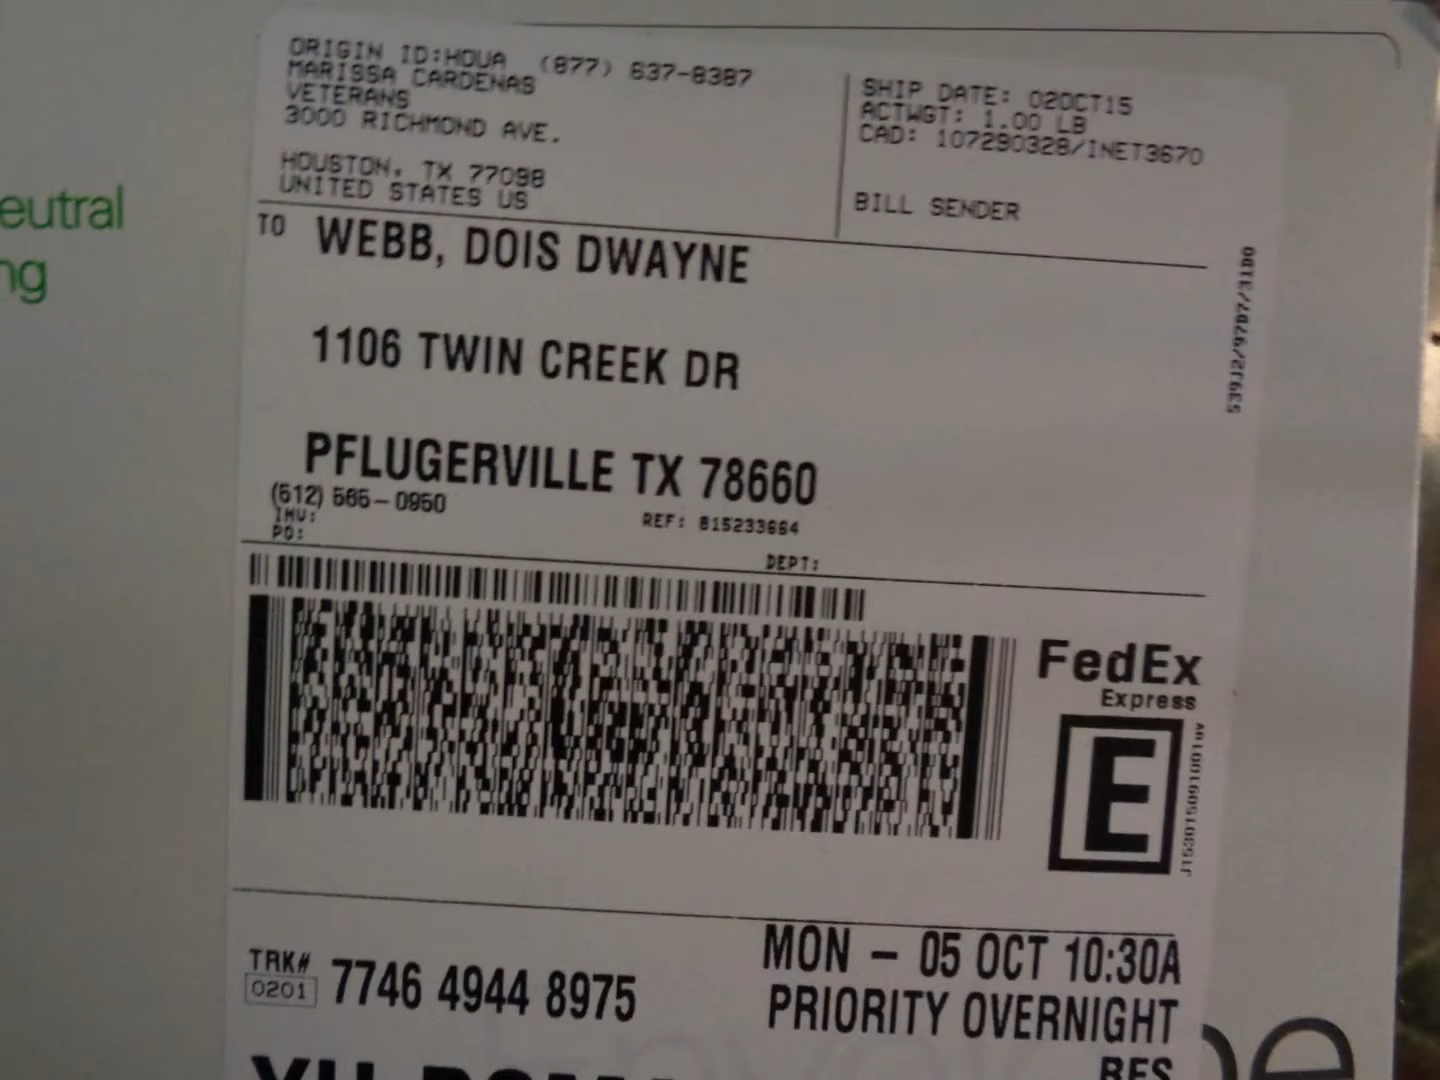 eutral
ng
ORIGIN ID:HOUA (877) 637-8387
MARISSA CARDENAS
VETERANS
3000 RICHMOND AVE.
HOUSTON, TX 77098
UNITED STATES US
SHIP DATE: 02OCT15
ACTWGT: 1.00 LB
CAD: 107290328/INET3670
BILL SENDER
TO WEBB, DOIS DWAYNE
1106 TWIN CREEK DR
PFLUGERVILLE TX 78660
(512) 565-0950
INV:
PO:
REF: 815233664
DEPT:
FedEx
Express
E
TRK#
0201
7746 4944 8975
MON - 05 OCT 10:30A
PRIORITY OVERNIGHT
RES